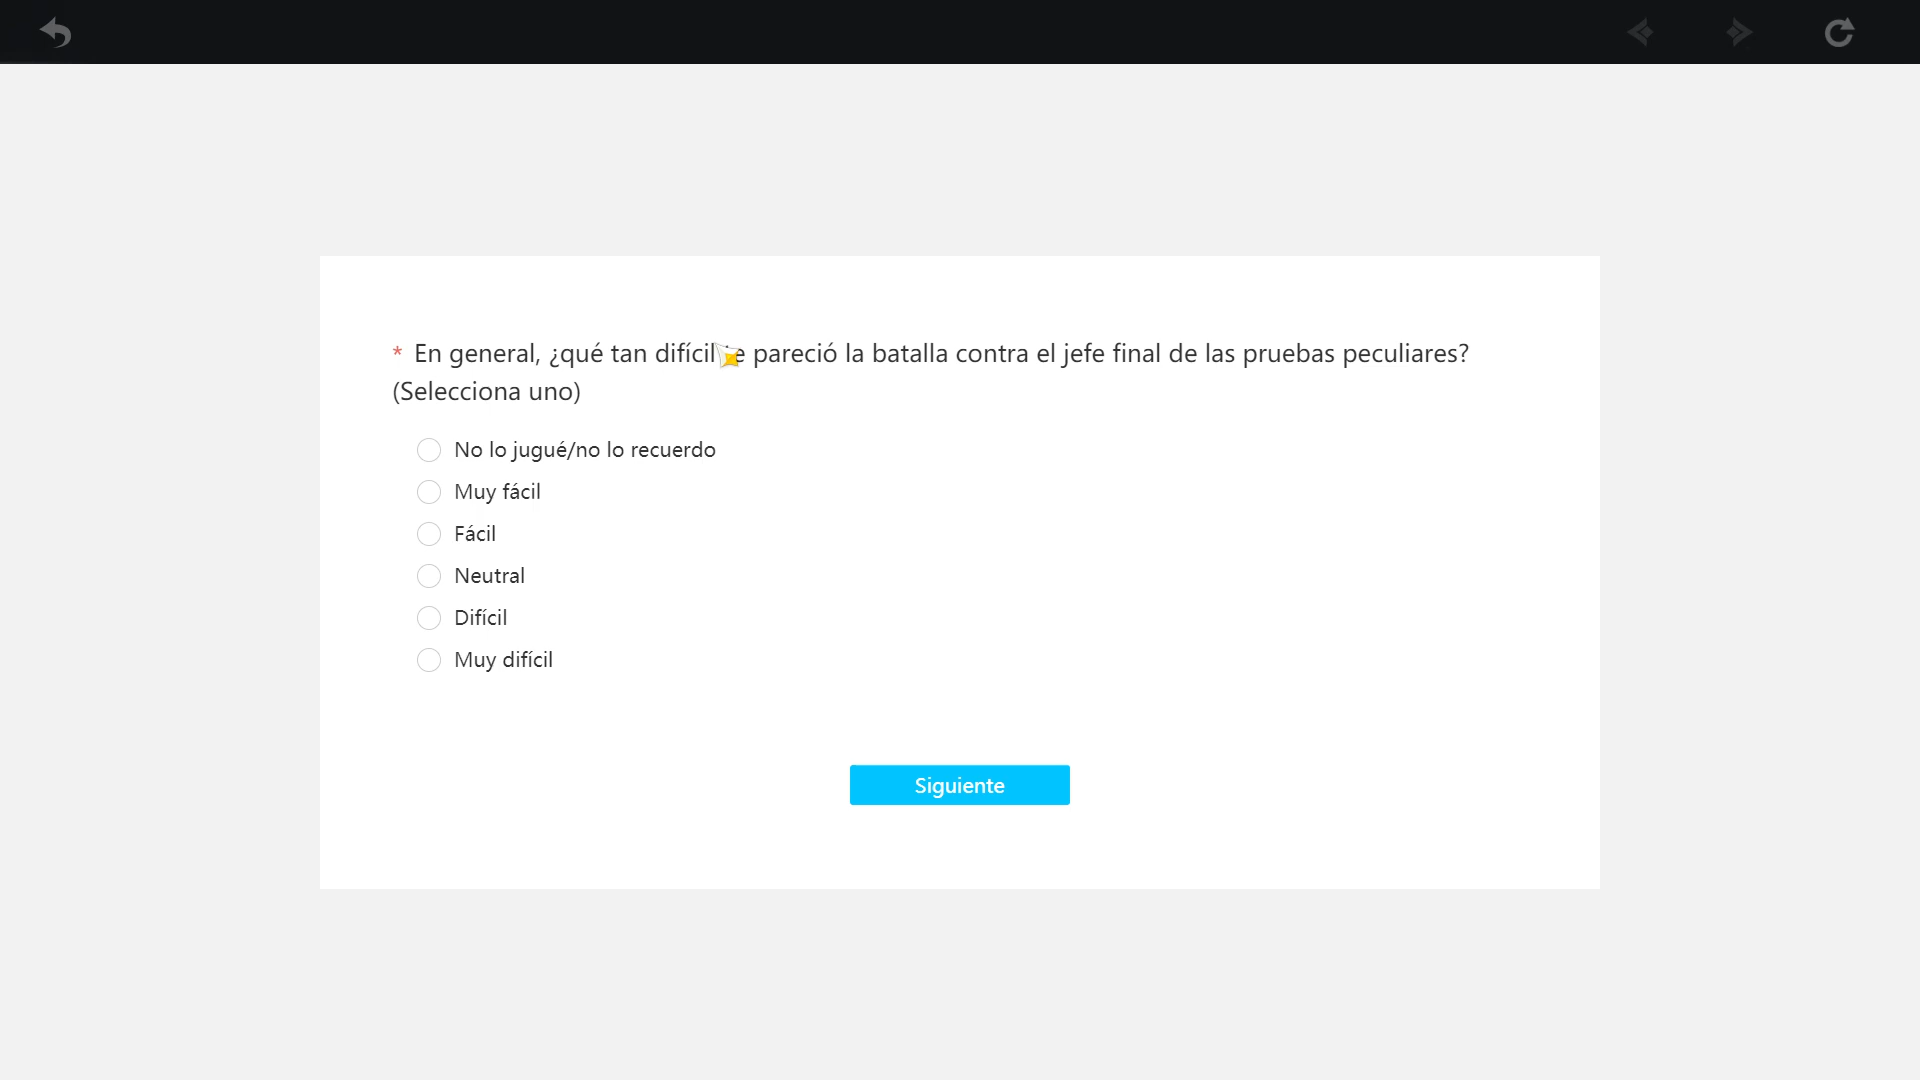 * En general, ¿qué tan difícil te pareció la batalla contra el jefe final de las pruebas peculiares?
(Selecciona uno)
No lo jugué/no lo recuerdo
Muy fácil
Fácil
Neutral
Difícil
Muy difícil
Siguiente